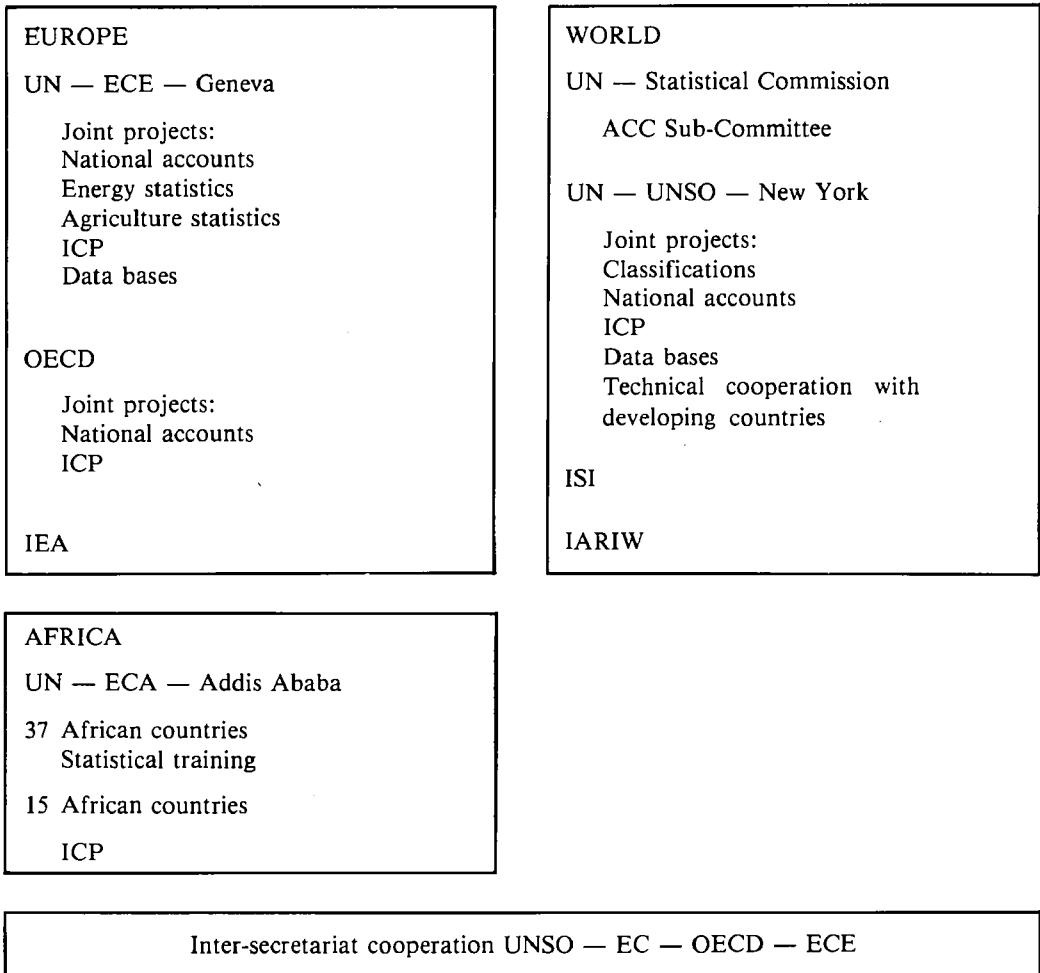 EUROPE
UN — ECE — Geneva
Joint projects:
National accounts
Energy statistics
Agriculture statistics
ICP
Data bases
OECD
Joint projects:
National accounts
ICP
IEA
WORLD
UN — Statistical Commission
ACC Sub-Committee
UN — UNSO — New York
Joint projects:
Classifications
National accounts
ICP
Data bases
Technical cooperation with
developing countries
ISI
IARIW
AFRICA
UN — ECA — Addis Ababa
37 African countries
Statistical training
15 African countries
ICP
Inter-secretariat cooperation UNSO — EC — OECD — ECE